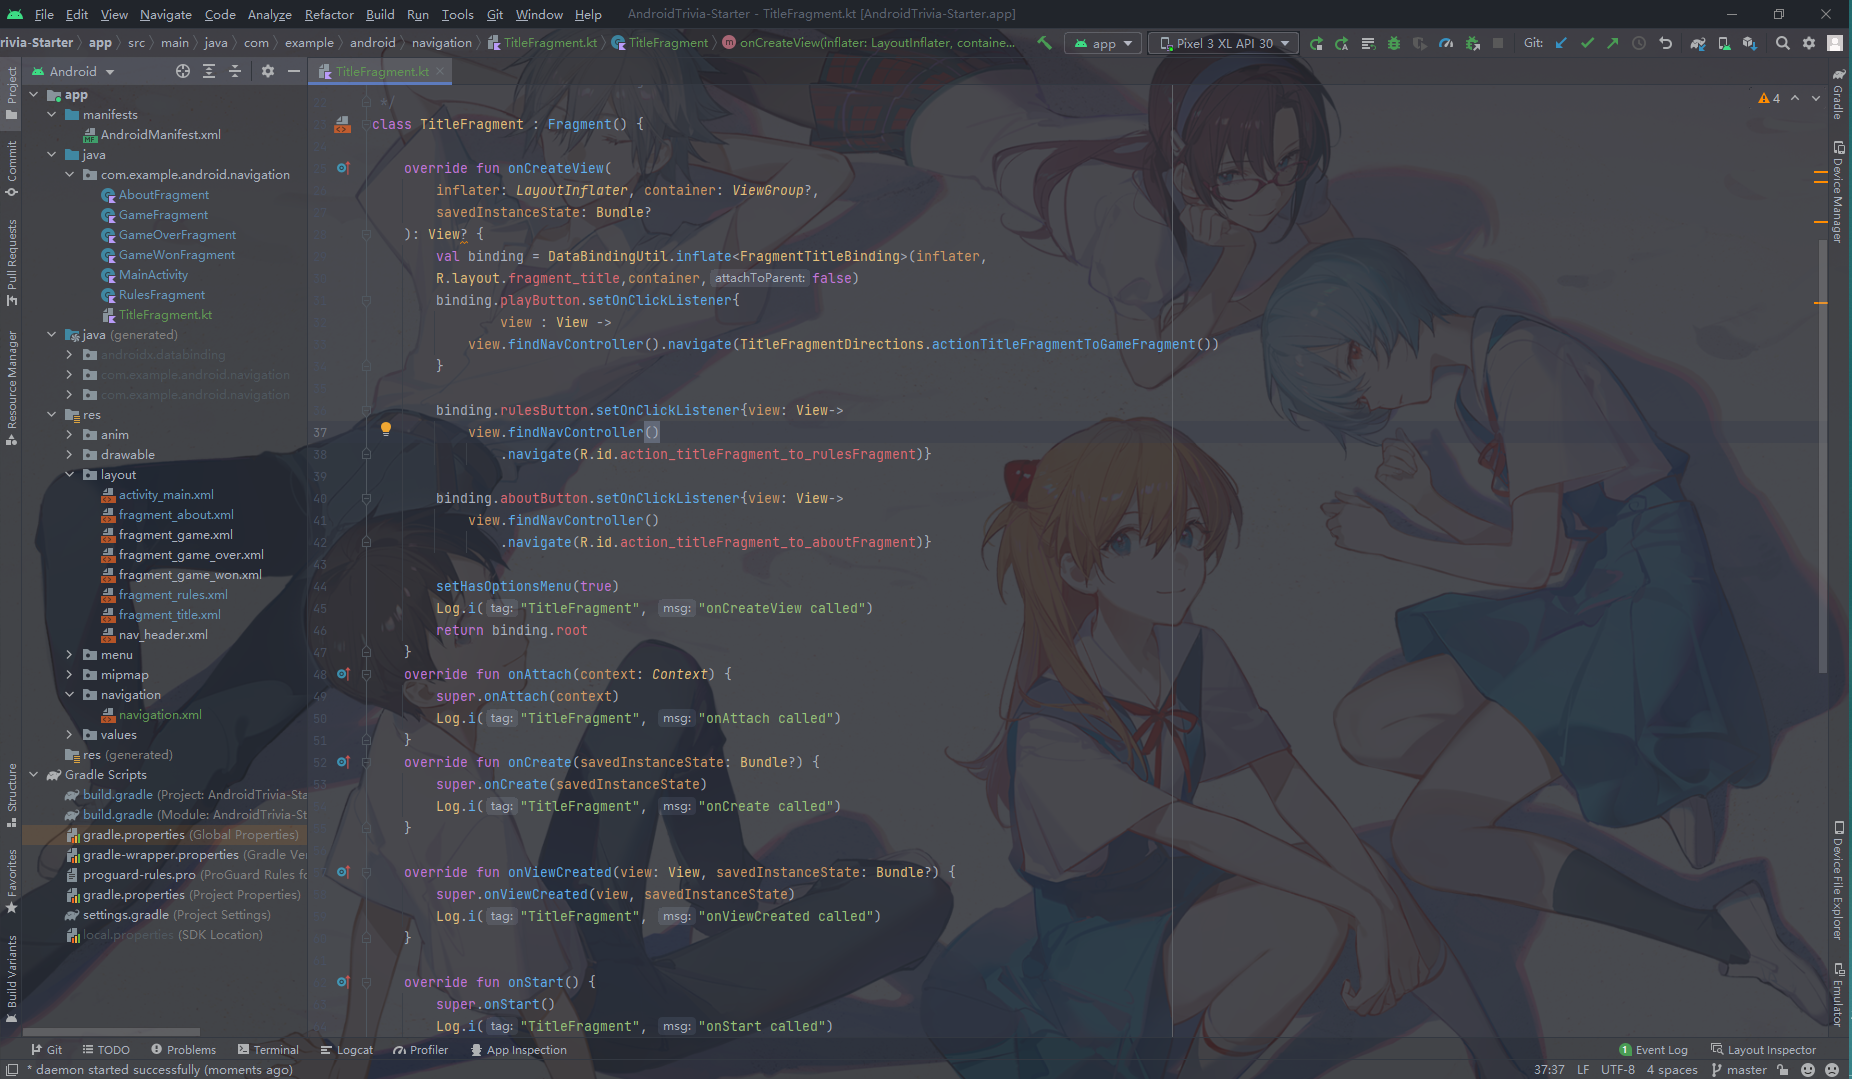 File Edit View Navigate Code Analyze Refactor Build Run Tools Git Window Help AndroidTrivia-Starter - TitleFragment.kt [AndroidTrivia-Starter.app]
rivia-Starter app src main java com example android navigation TitleFragment.kt TitleFragment onCreateView(inflater: LayoutInflater, containe... app Pixel 3 XL API 30 Git:
Android
TitleFragment.kt
Project
Commit
Pull Requests
Resource Manager
Structure
Favorites
Build Variants
app
manifests
AndroidManifest.xml
java
com.example.android.navigation
AboutFragment
GameFragment
GameOverFragment
GameWonFragment
MainActivity
RulesFragment
TitleFragment.kt
java (generated)
androidx.databinding
com.example.android.navigation
com.example.android.navigation
res
anim
drawable
layout
activity_main.xml
fragment_about.xml
fragment_game.xml
fragment_game_over.xml
fragment_game_won.xml
fragment_rules.xml
fragment_title.xml
nav_header.xml
menu
mipmap
navigation
navigation.xml
values
res (generated)
Gradle Scripts
build.gradle (Project: AndroidTrivia-Sta
build.gradle (Module: AndroidTrivia-St
gradle.properties (Global Properties)
gradle-wrapper.properties (Gradle Ver
proguard-rules.pro (ProGuard Rules fo
gradle.properties (Project Properties)
settings.gradle (Project Settings)
local.properties (SDK Location)
*/
class TitleFragment : Fragment() {
override fun onCreateView(
inflater: LayoutInflater, container: ViewGroup?,
savedInstanceState: Bundle?
): View? {
val binding = DataBindingUtil.inflate<FragmentTitleBinding>(inflater,
R.layout.fragment_title,container, attachToParent: false)
binding.playButton.setOnClickListener{
view : View ->
view.findNavController().navigate(TitleFragmentDirections.actionTitleFragmentToGameFragment())
}
binding.rulesButton.setOnClickListener{view: View->
37 view.findNavController()
38 .navigate(R.id.action_titleFragment_to_rulesFragment)}
39
40 binding.aboutButton.setOnClickListener{view: View->
41 view.findNavController()
42 .navigate(R.id.action_titleFragment_to_aboutFragment)}
43
44 setHasOptionsMenu(true)
45 Log.i( tag: "TitleFragment", msg: "onCreateView called")
46 return binding.root
47 }
48 override fun onAttach(context: Context) {
49 super.onAttach(context)
50 Log.i( tag: "TitleFragment", msg: "onAttach called")
51 }
52 override fun onCreate(savedInstanceState: Bundle?) {
53 super.onCreate(savedInstanceState)
Log.i( tag: "TitleFragment", msg: "onCreate called")
}
override fun onViewCreated(view: View, savedInstanceState: Bundle?) {
super.onViewCreated(view, savedInstanceState)
Log.i( tag: "TitleFragment", msg: "onViewCreated called")
}
override fun onStart() {
super.onStart()
Log.i( tag: "TitleFragment", msg: "onStart called")
4
Gradle
Device Manager
Device File Explorer
Emulator
Git TODO Problems Terminal Logcat Profiler App Inspection 1 Event Log Layout Inspector
* daemon started successfully (moments ago) 37:37 LF UTF-8 4 spaces master